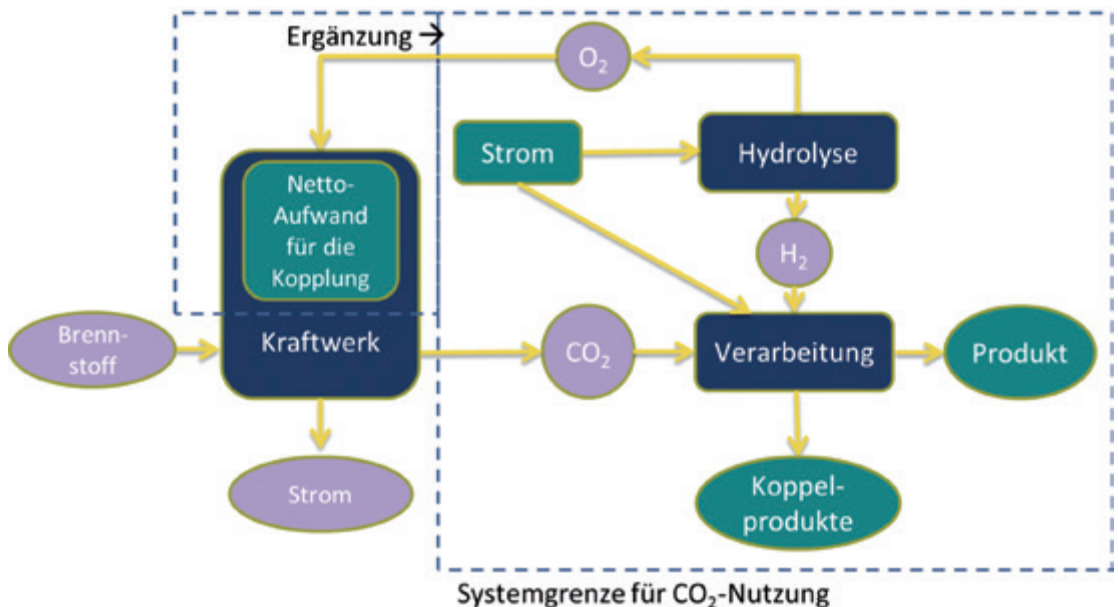 Ergänzung →
O₂
Strom
Hydrolyse
Netto-
Aufwand
für die
Kopplung
H₂
Brenn-
stoff
Kraftwerk
CO₂
Verarbeitung
Produkt
Strom
Koppel-
produkte
Systemgrenze für CO₂-Nutzung